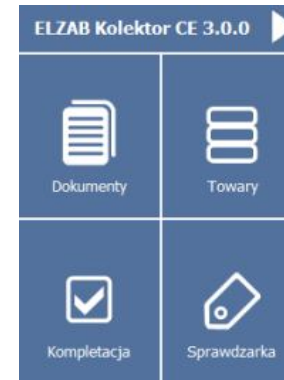 ELZAB Kolektor CE 3.0.0
Dokumenty
Towary
Kompletacja
Sprawdzarka